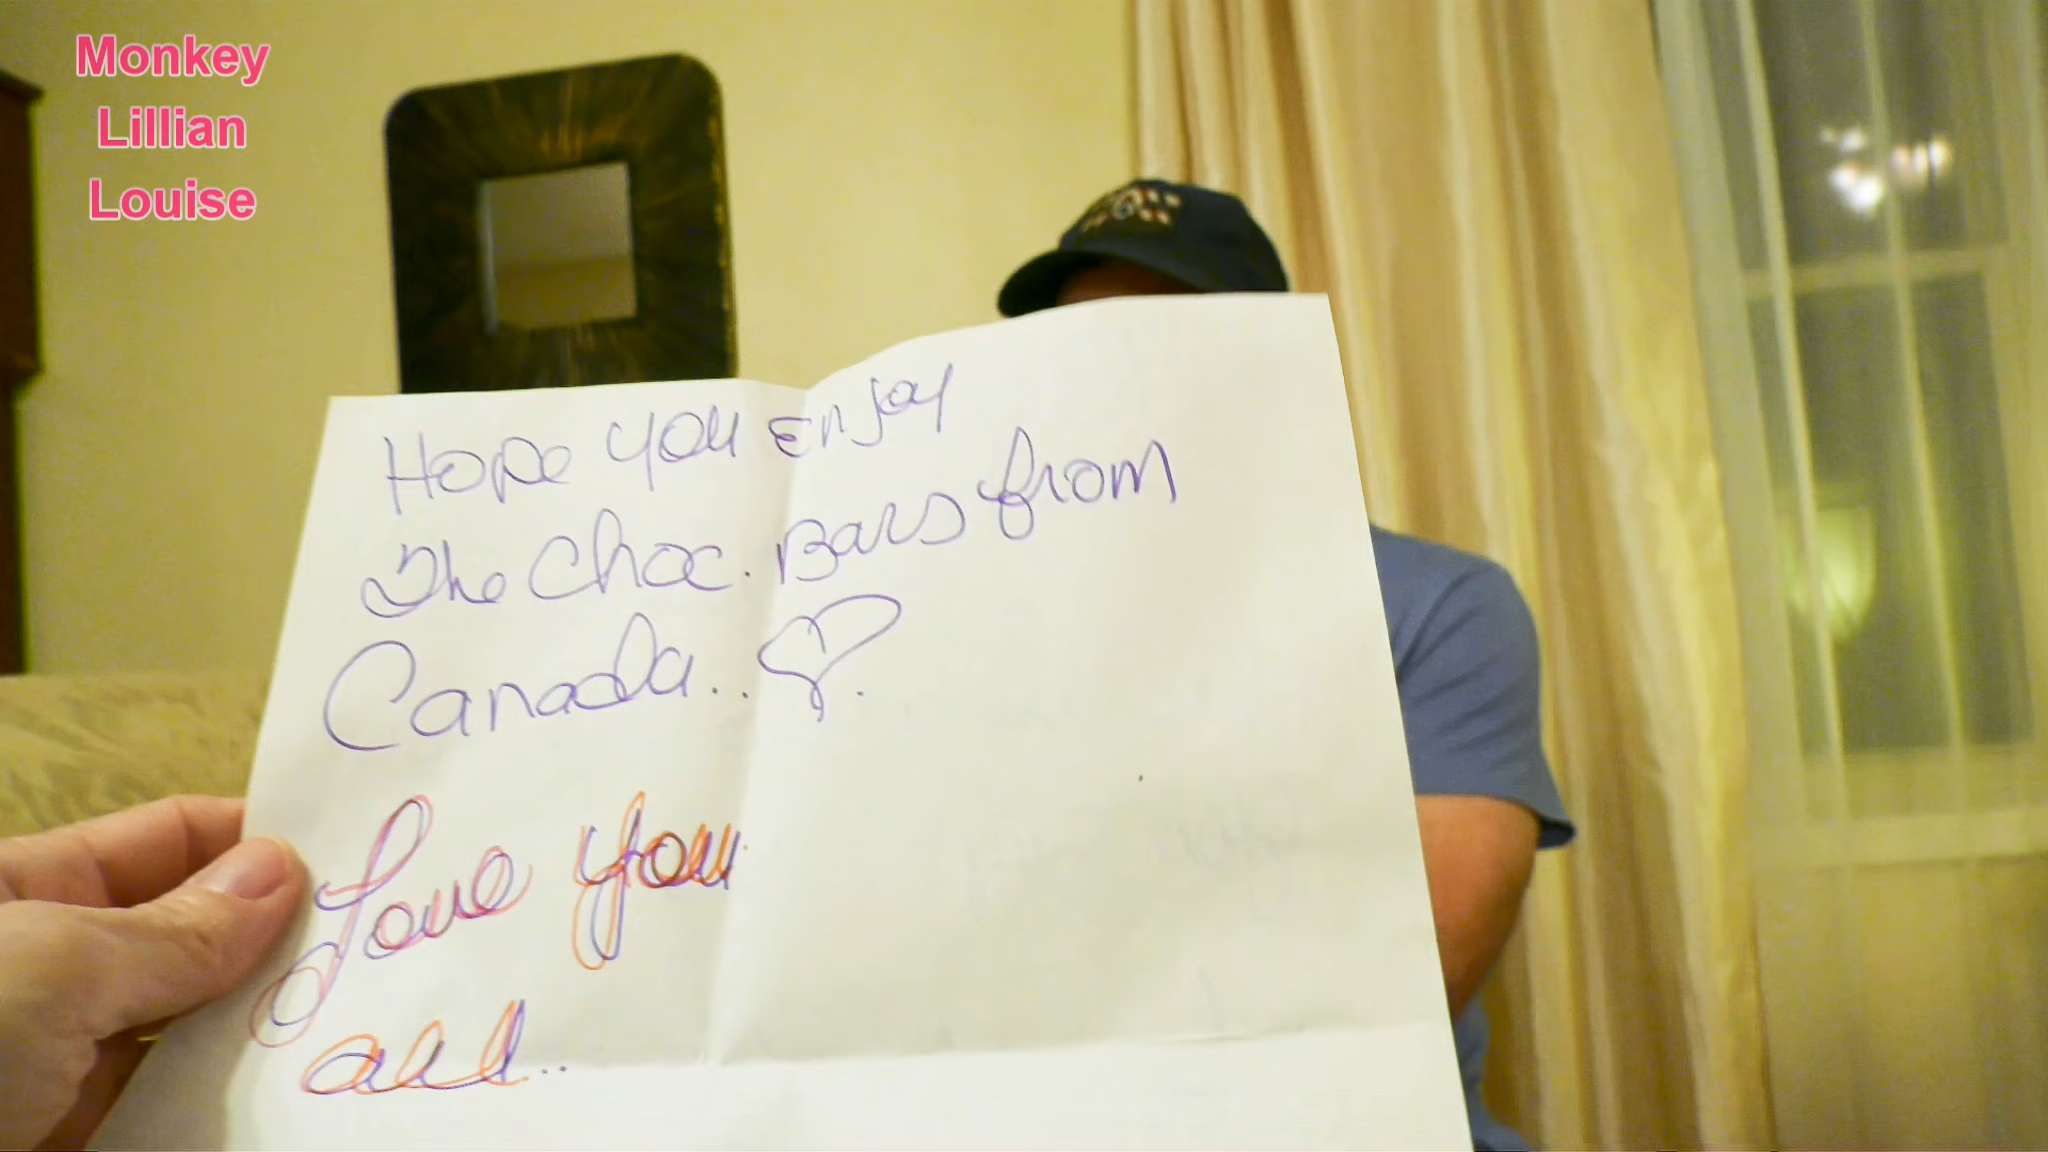 Monkey
Lillian
Louise
Hope you Enjoy
The Choc. Bars from
Canada.. ♡.
Love you
all..